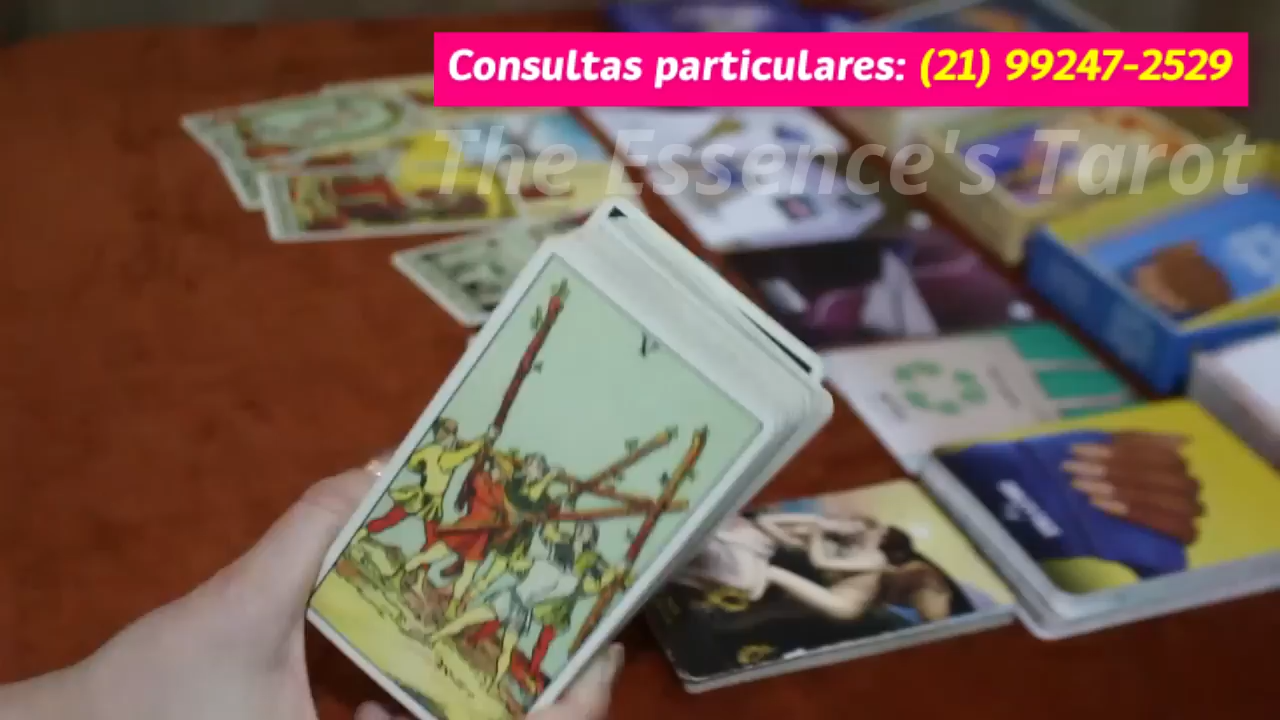 Consultas particulares: (21) 99247-2529
The Essence's Tarot
V